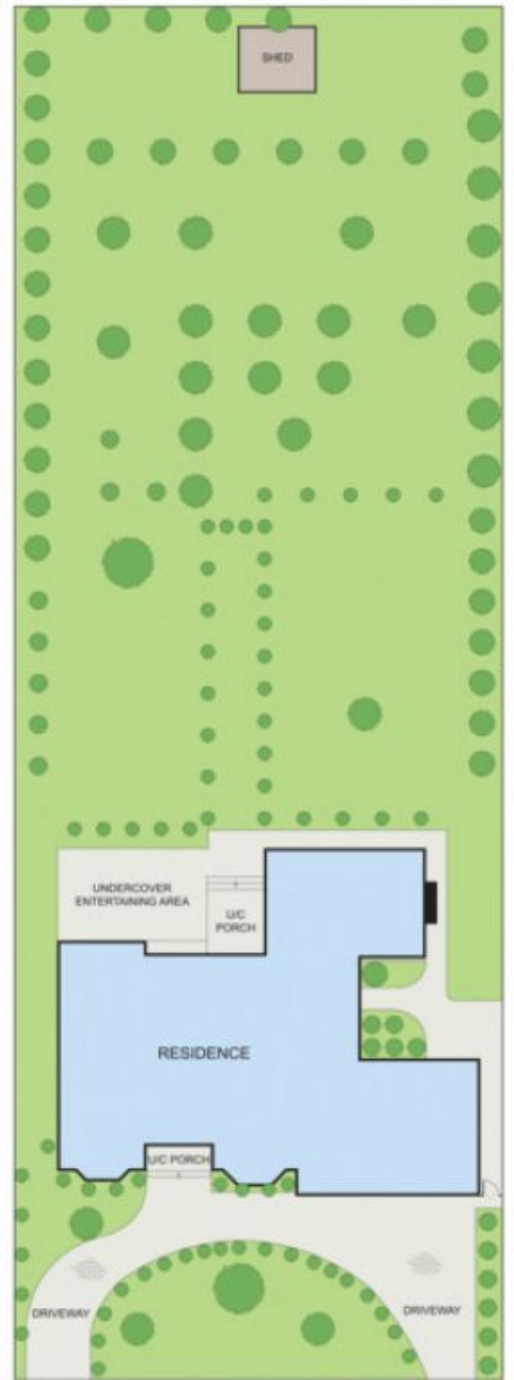 SHED
UNDERCOVER
ENTERTAINING AREA
U/C
PORCH
RESIDENCE
U/C PORCH
DRIVEWAY
DRIVEWAY